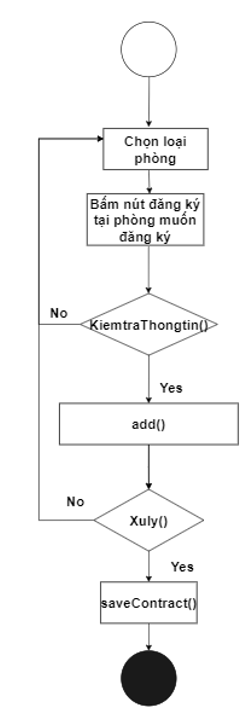 Chọn loại
phòng
Bấm nút đăng ký
tại phòng muốn
đăng ký
No
KiemtraThongtin()
Yes
add()
No
Xuly()
Yes
saveContract()